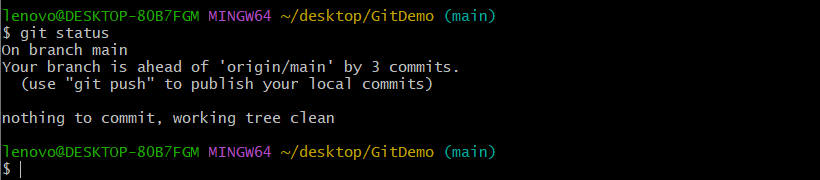 lenovo@DESKTOP-80B7FGM MINGW64 ~/desktop/GitDemo (main)
$ git status
On branch main
Your branch is ahead of 'origin/main' by 3 commits.
  (use "git push" to publish your local commits)

nothing to commit, working tree clean

lenovo@DESKTOP-80B7FGM MINGW64 ~/desktop/GitDemo (main)
$